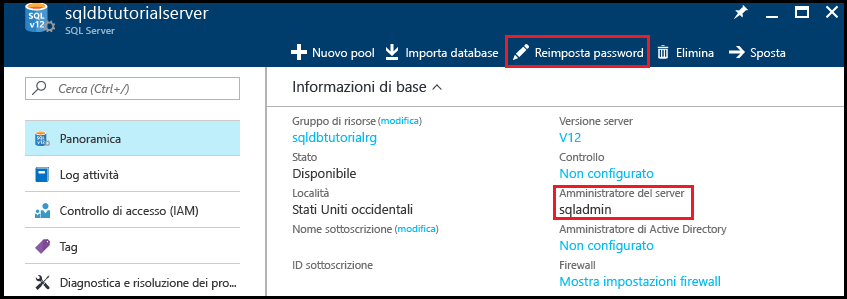 SQL v12 sqldbtutorialserver
SQL Server
Nuovo pool Importa database Reimposta password Elimina Sposta
Cerca (Ctrl+/)
Panoramica
Log attività
Controllo di accesso (IAM)
Tag
Diagnostica e risoluzione dei pro...
Informazioni di base
Gruppo di risorse (modifica)
sqldbtutorialrg
Stato
Disponibile
Località
Stati Uniti occidentali
Nome sottoscrizione (modifica)
ID sottoscrizione
Versione server
V12
Controllo
Non configurato
Amministratore del server
sqladmin
Amministratore di Active Directory
Non configurato
Firewall
Mostra impostazioni firewall